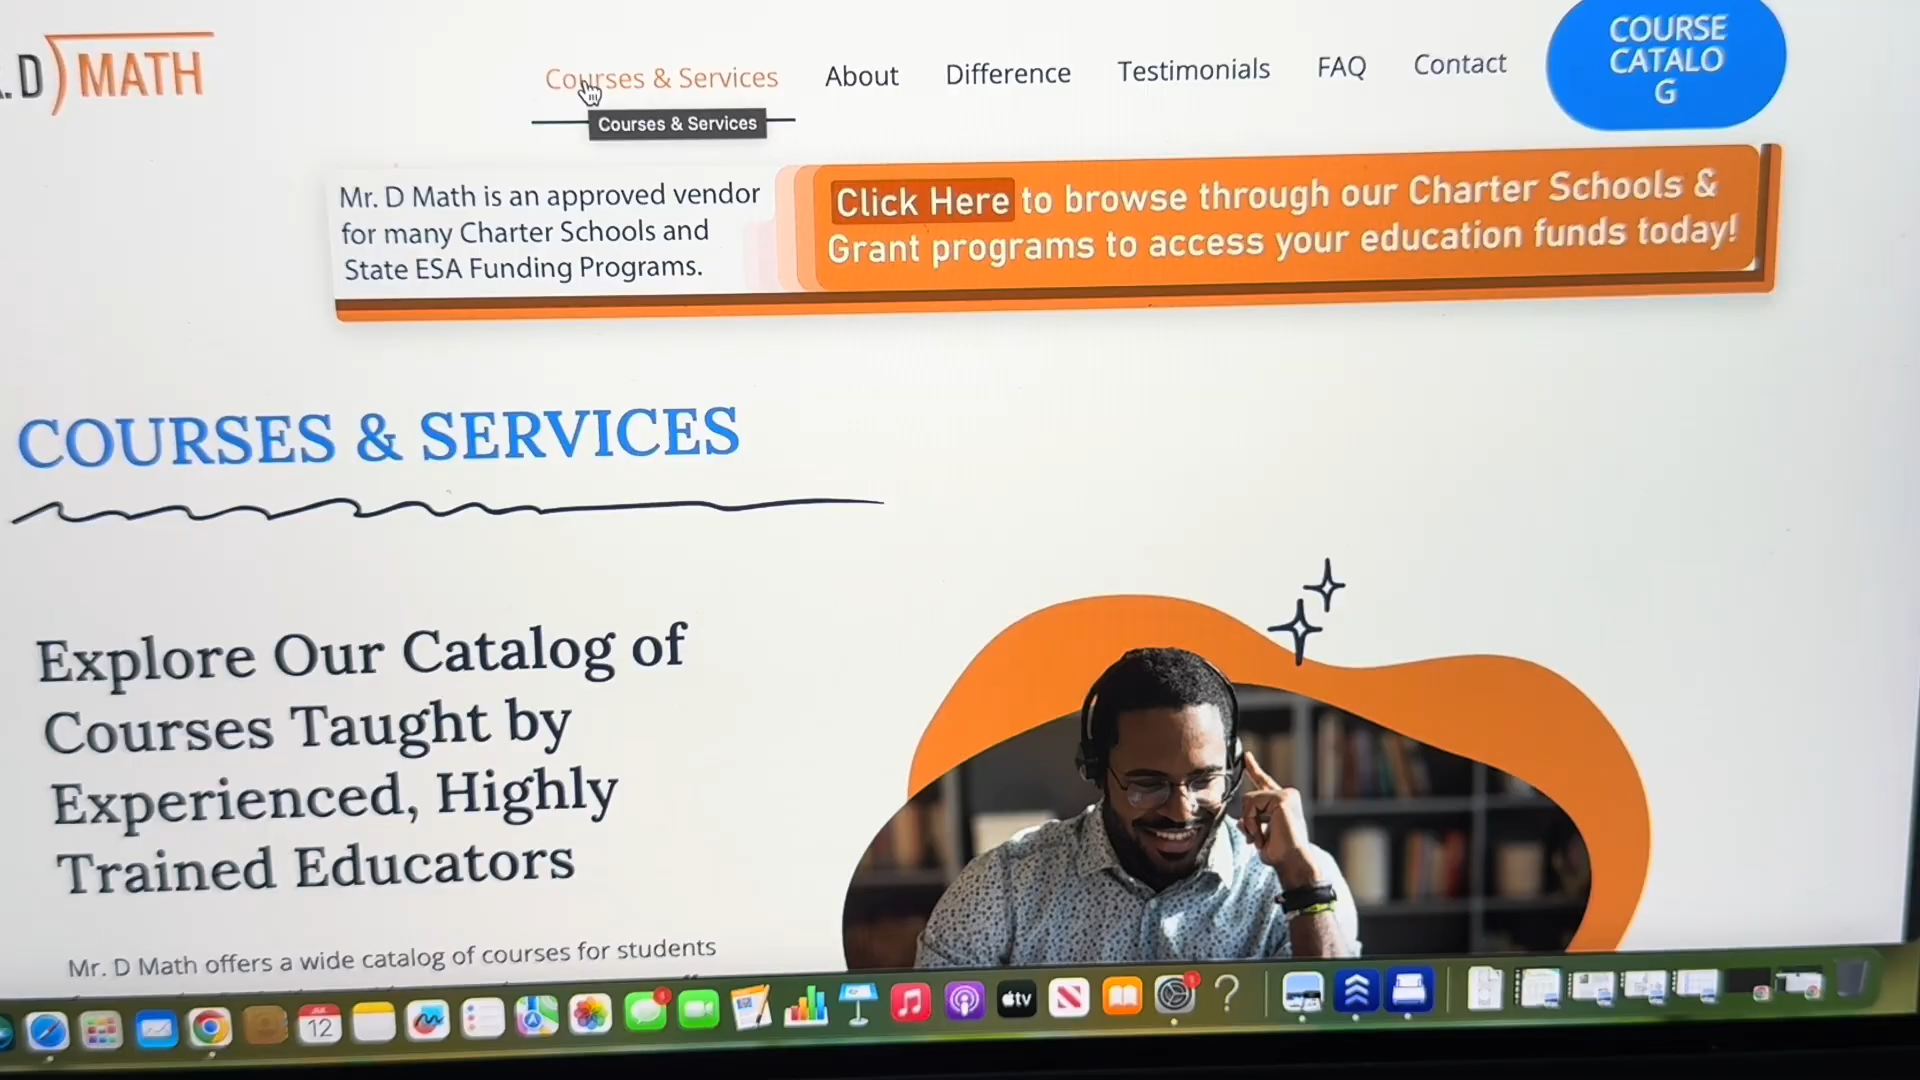 . D MATH
Courses & Services
About
Difference
Testimonials
FAQ
Contact
COURSE
CATALO
G
Courses & Services
Mr. D Math is an approved vendor
for many Charter Schools and
State ESA Funding Programs.
Click Here to browse through our Charter Schools &
Grant programs to access your education funds today!
COURSES & SERVICES
Explore Our Catalog of
Courses Taught by
Experienced, Highly
Trained Educators
Mr. D Math offers a wide catalog of courses for students
JUL
12
tv